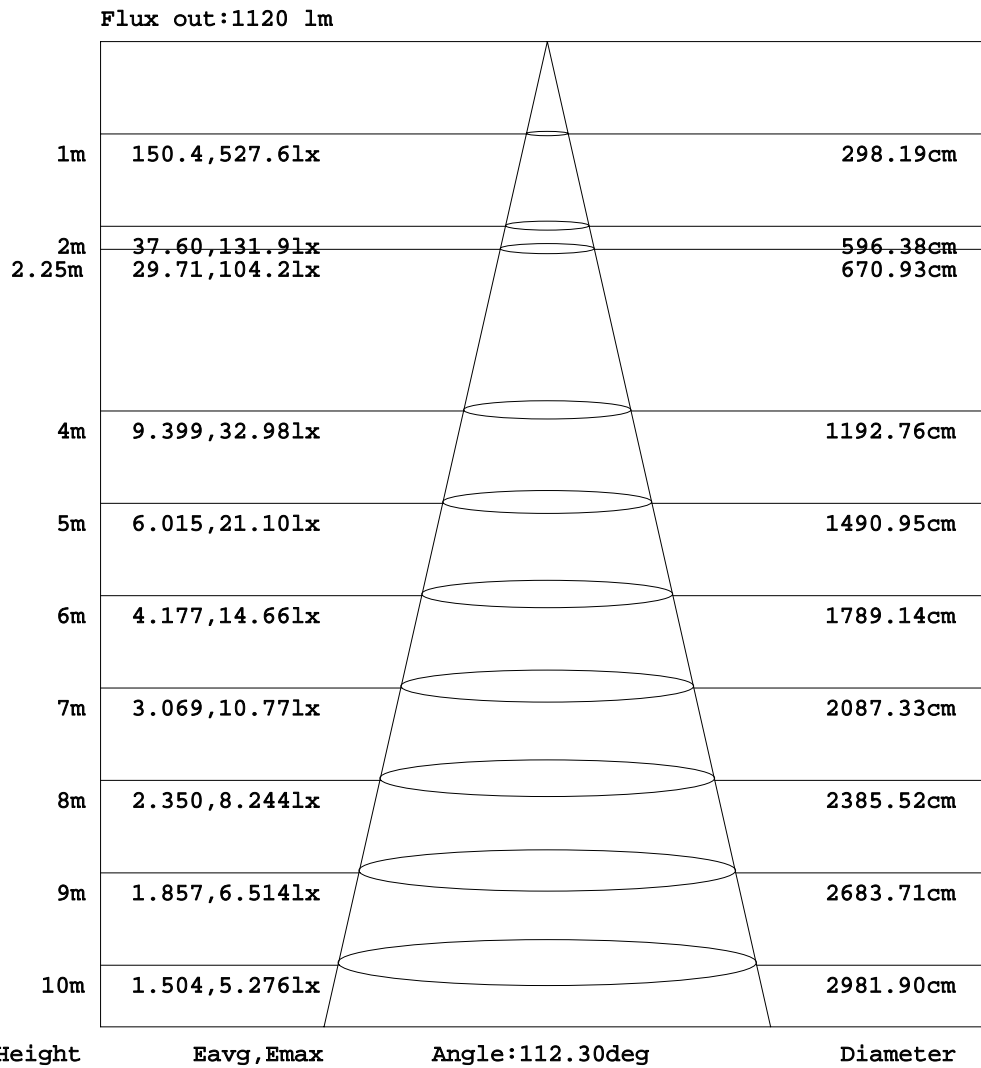 Flux out:1120 lm
1m 150.4,527.6lx 298.19cm
2m 37.60,131.9lx 596.38cm
2.25m 29.71,104.2lx 670.93cm
4m 9.399,32.98lx 1192.76cm
5m 6.015,21.10lx 1490.95cm
6m 4.177,14.66lx 1789.14cm
7m 3.069,10.77lx 2087.33cm
8m 2.350,8.244lx 2385.52cm
9m 1.857,6.514lx 2683.71cm
10m 1.504,5.276lx 2981.90cm
Height Eavg,Emax Angle:112.30deg Diameter